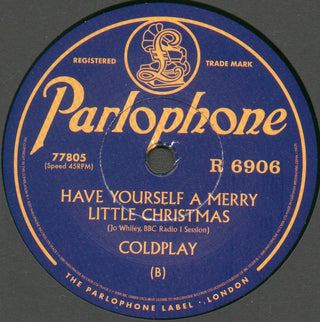 REGISTERED TRADE MARK
Parlophone
77805
(Speed 45RPM)
R 6906
HAVE YOURSELF A MERRY
LITTLE CHRISTMAS
(Jo Whiley, BBC Radio 1 Session)
COLDPLAY
(B)
THE PARLOPHONE LABEL · LONDON